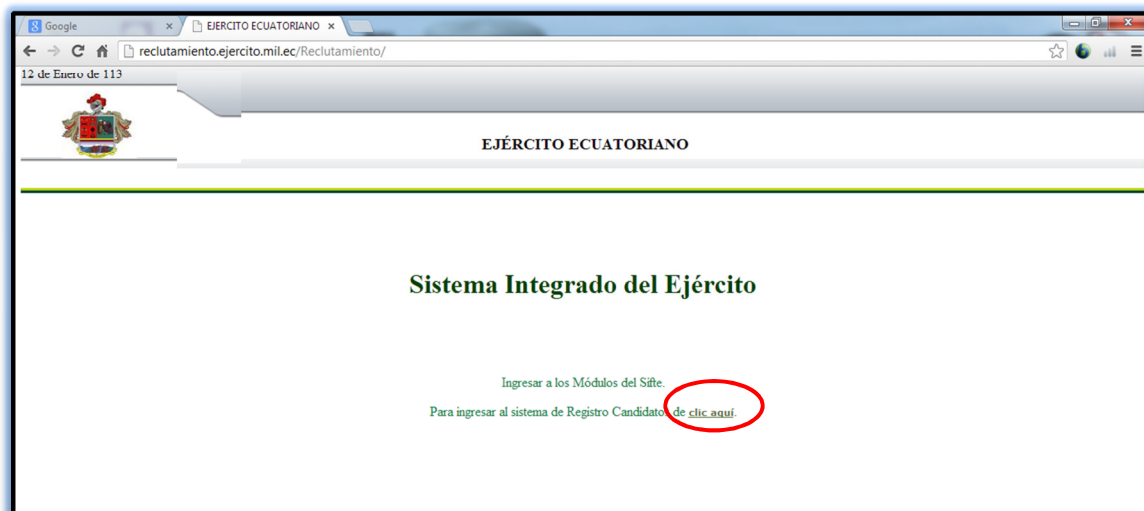 Google
EJERCITO ECUATORIANO
reclutamiento.ejercito.mil.ec/Reclutamiento/
12 de Enero de 113
EJÉRCITO ECUATORIANO
Sistema Integrado del Ejército
Ingresar a los Módulos del Sifte.
Para ingresar al sistema de Registro Candidatos de clic aquí.